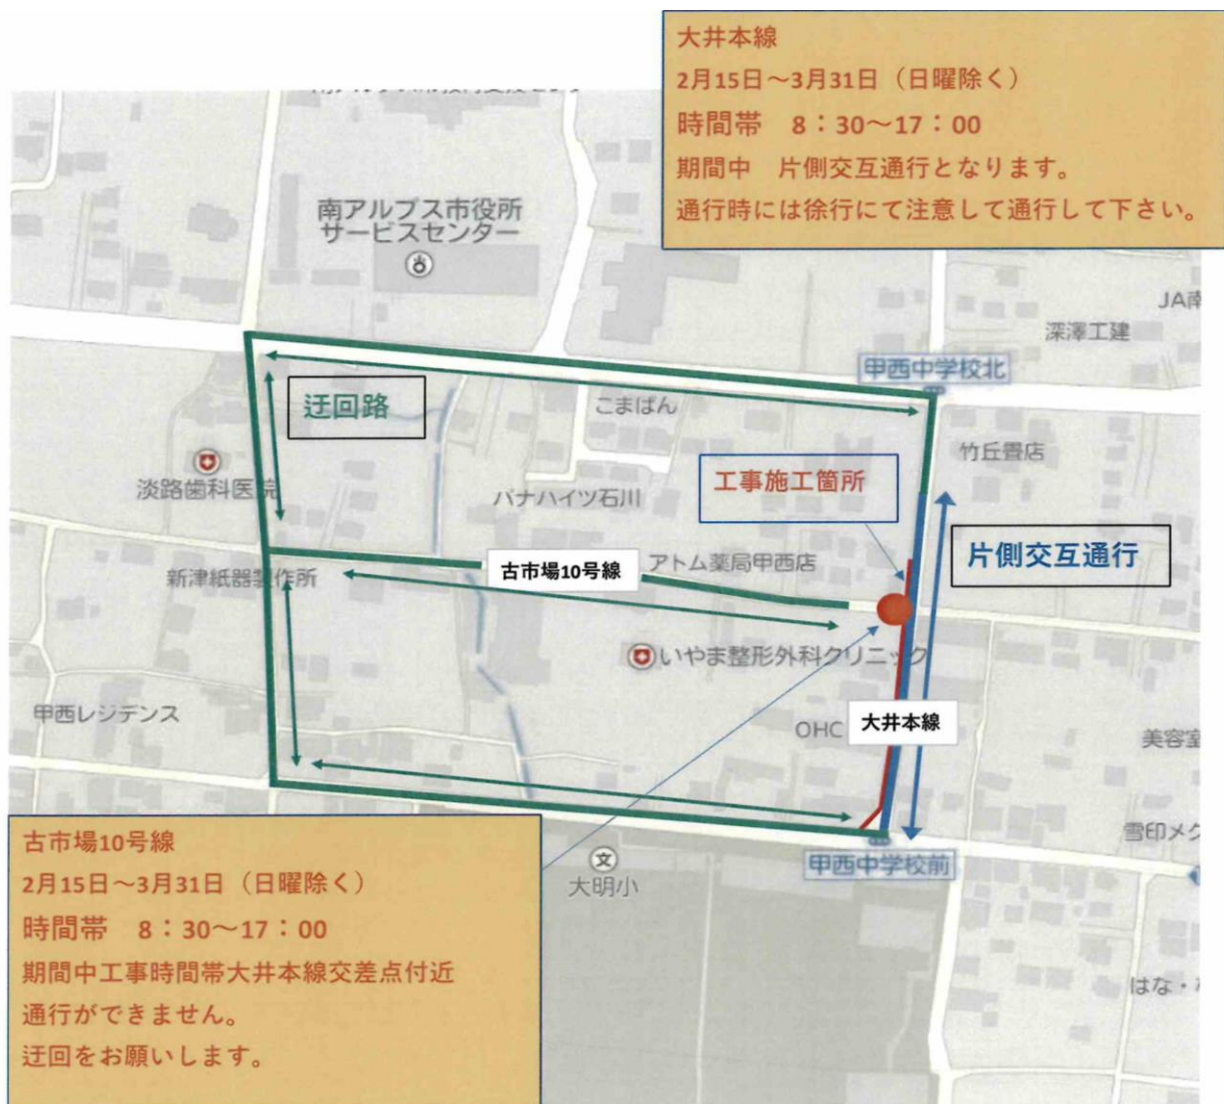 大井本線
2月15日～3月31日（日曜除く）
時間帯　8：30～17：00
期間中　片側交互通行となります。
通行時には徐行にて注意して通行して下さい。
南アルプス市役所
サービスセンター
JA南
深澤工建
甲西中学校北
迂回路
こまばん
竹丘畳店
工事施工箇所
淡路歯科医院
パナハイツ石川
片側交互通行
新津紙器製作所
古市場10号線
アトム薬局甲西店
いやま整形外科クリニック
甲西レジデンス
OHC
大井本線
美容室
雪印メグ
甲西中学校前
文
大明小
はな・
古市場10号線
2月15日～3月31日（日曜除く）
時間帯　8：30～17：00
期間中工事時間帯大井本線交差点付近
通行ができません。
迂回をお願いします。